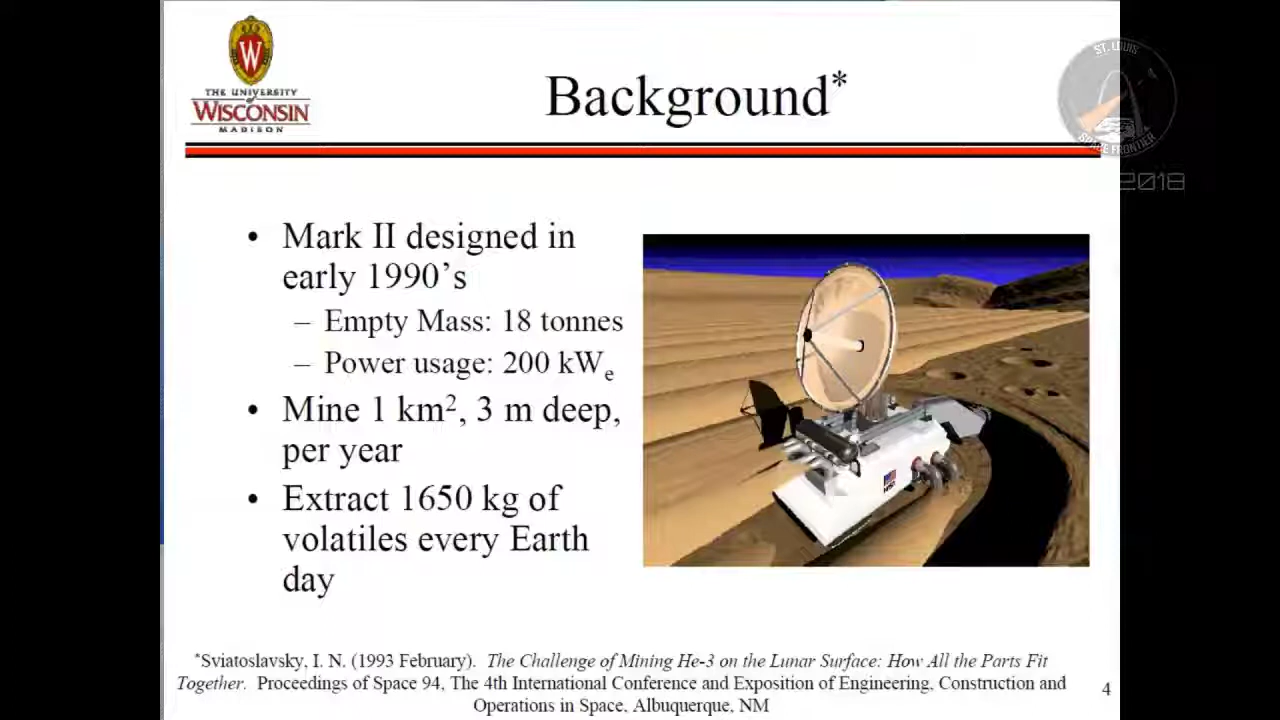 W
THE UNIVERSITY
of
WISCONSIN
MADISON
Background*
ST. LOUIS
SPACE FRONTIER
2018
• Mark II designed in
early 1990’s
– Empty Mass: 18 tonnes
– Power usage: 200 kWe
• Mine 1 km², 3 m deep,
per year
• Extract 1650 kg of
volatiles every Earth
day
*Sviatoslavsky, I. N. (1993 February). The Challenge of Mining He-3 on the Lunar Surface: How All the Parts Fit
Together. Proceedings of Space 94, The 4th International Conference and Exposition of Engineering, Construction and
Operations in Space, Albuquerque, NM
4